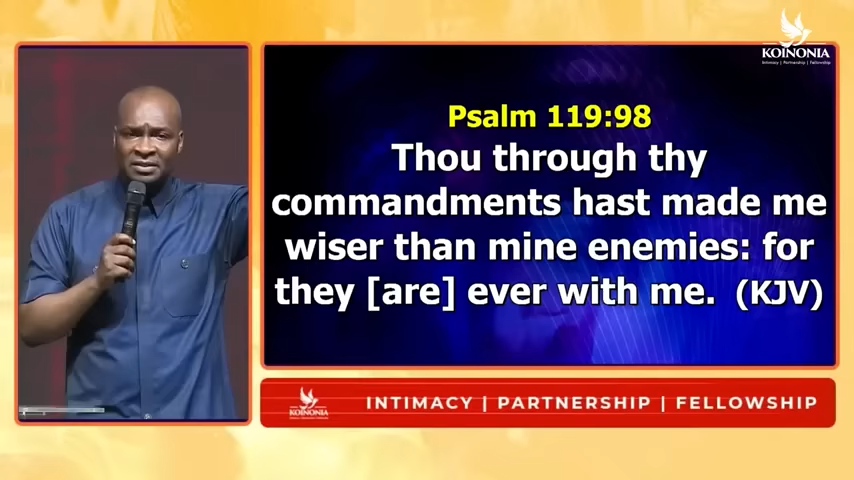 KOINONIA
Intimacy | Partnership | Fellowship
Psalm 119:98
Thou through thy
commandments hast made me
wiser than mine enemies: for
they [are] ever with me. (KJV)
KOINONIA
INTIMACY | PARTNERSHIP | FELLOWSHIP